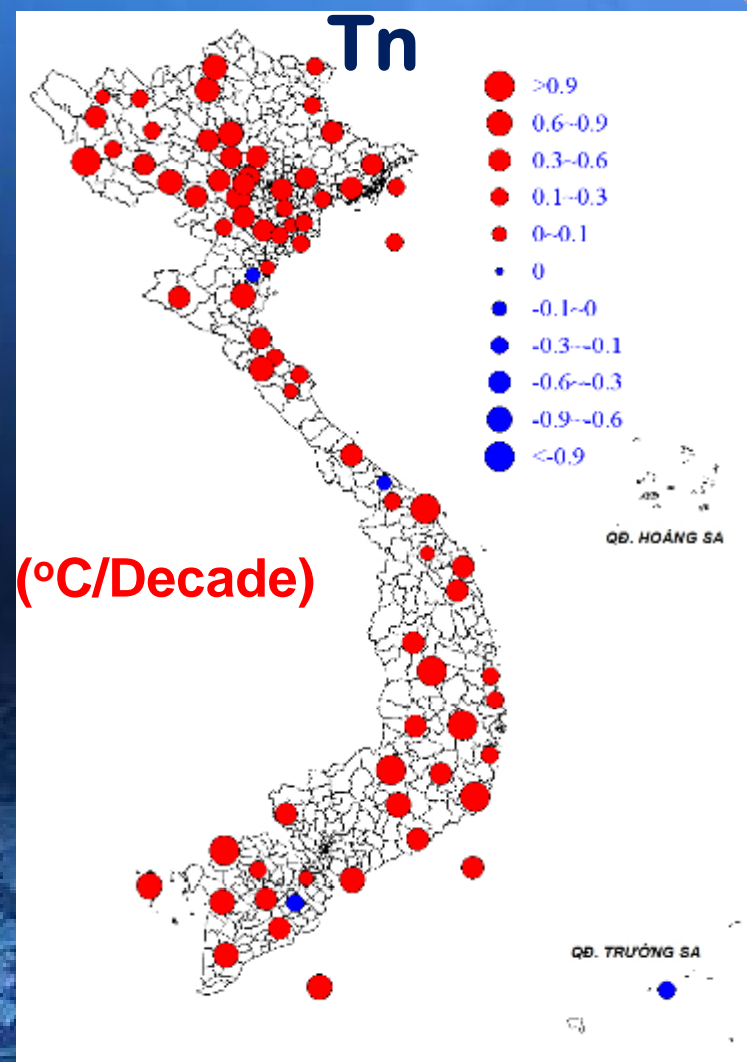 Tn
>0.9
0.6~0.9
0.3~0.6
0.1~0.3
0~0.1
0
-0.1~0
-0.3~-0.1
-0.6~-0.3
-0.9~-0.6
<-0.9
QĐ. HOÀNG SA
(°C/Decade)
QĐ. TRƯỜNG SA